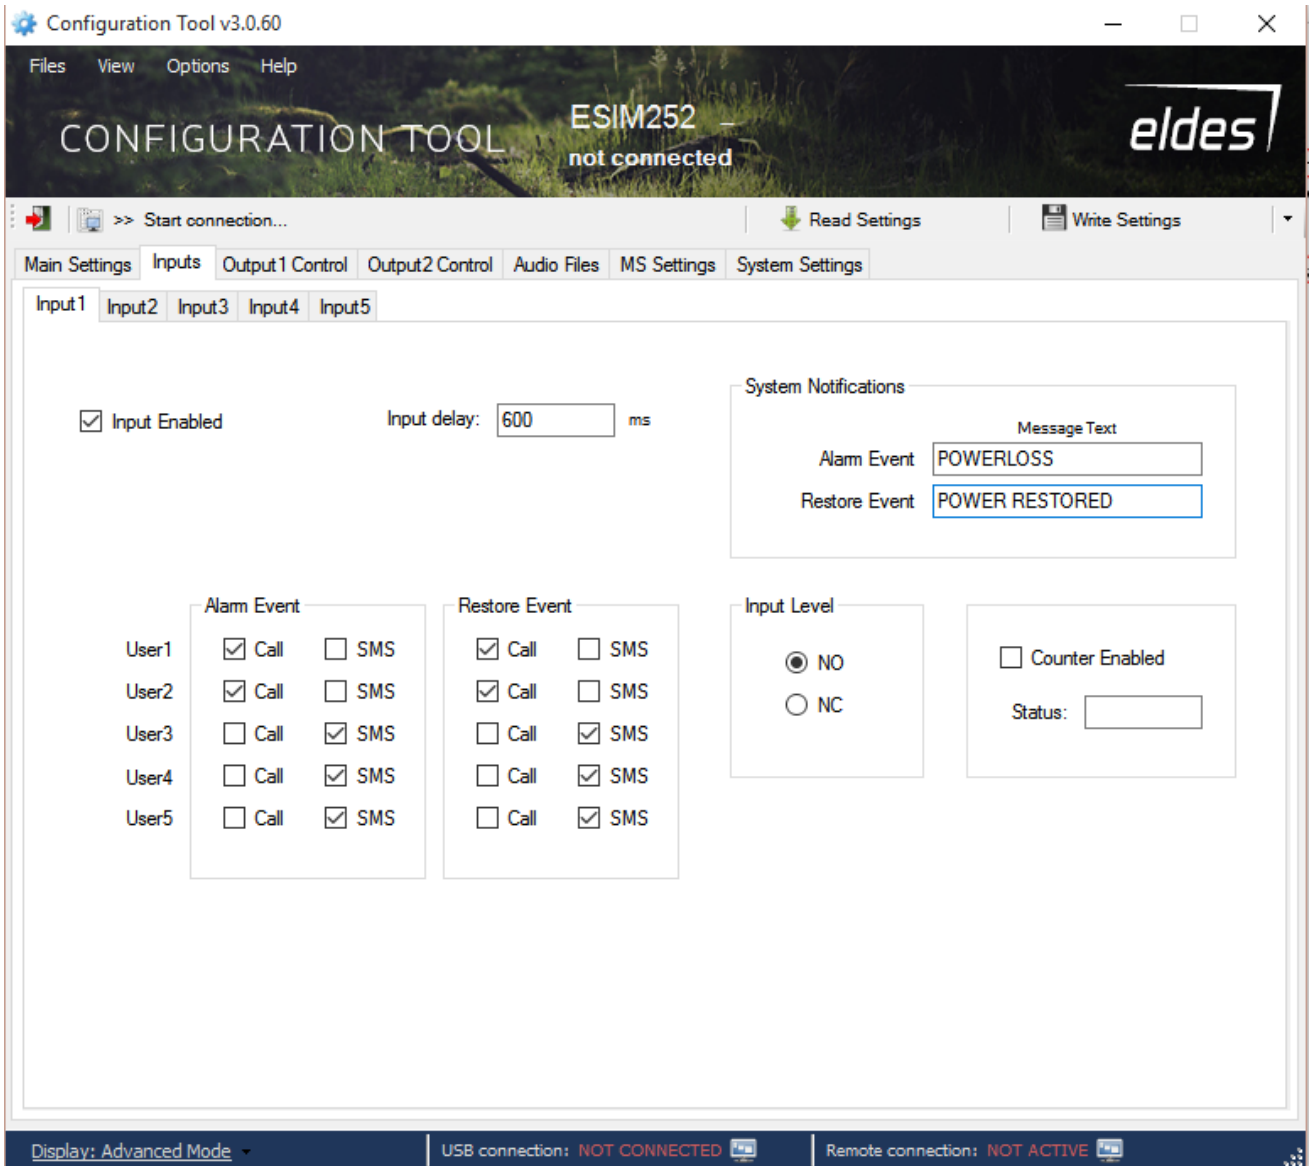 Configuration Tool v3.0.60
Files View Options Help
CONFIGURATION TOOL
ESIM252
not connected
eldes
>> Start connection...
Read Settings
Write Settings
Main Settings Inputs Output1 Control Output2 Control Audio Files MS Settings System Settings
Input1 Input2 Input3 Input4 Input5
Input Enabled
Input delay: 600 ms
System Notifications
Message Text
Alarm Event POWERLOSS
Restore Event POWER RESTORED
Alarm Event Restore Event
User1 Call SMS Call SMS
User2 Call SMS Call SMS
User3 Call SMS Call SMS
User4 Call SMS Call SMS
User5 Call SMS Call SMS
Input Level
NO
NC
Counter Enabled
Status:
Display: Advanced Mode
USB connection: NOT CONNECTED
Remote connection: NOT ACTIVE